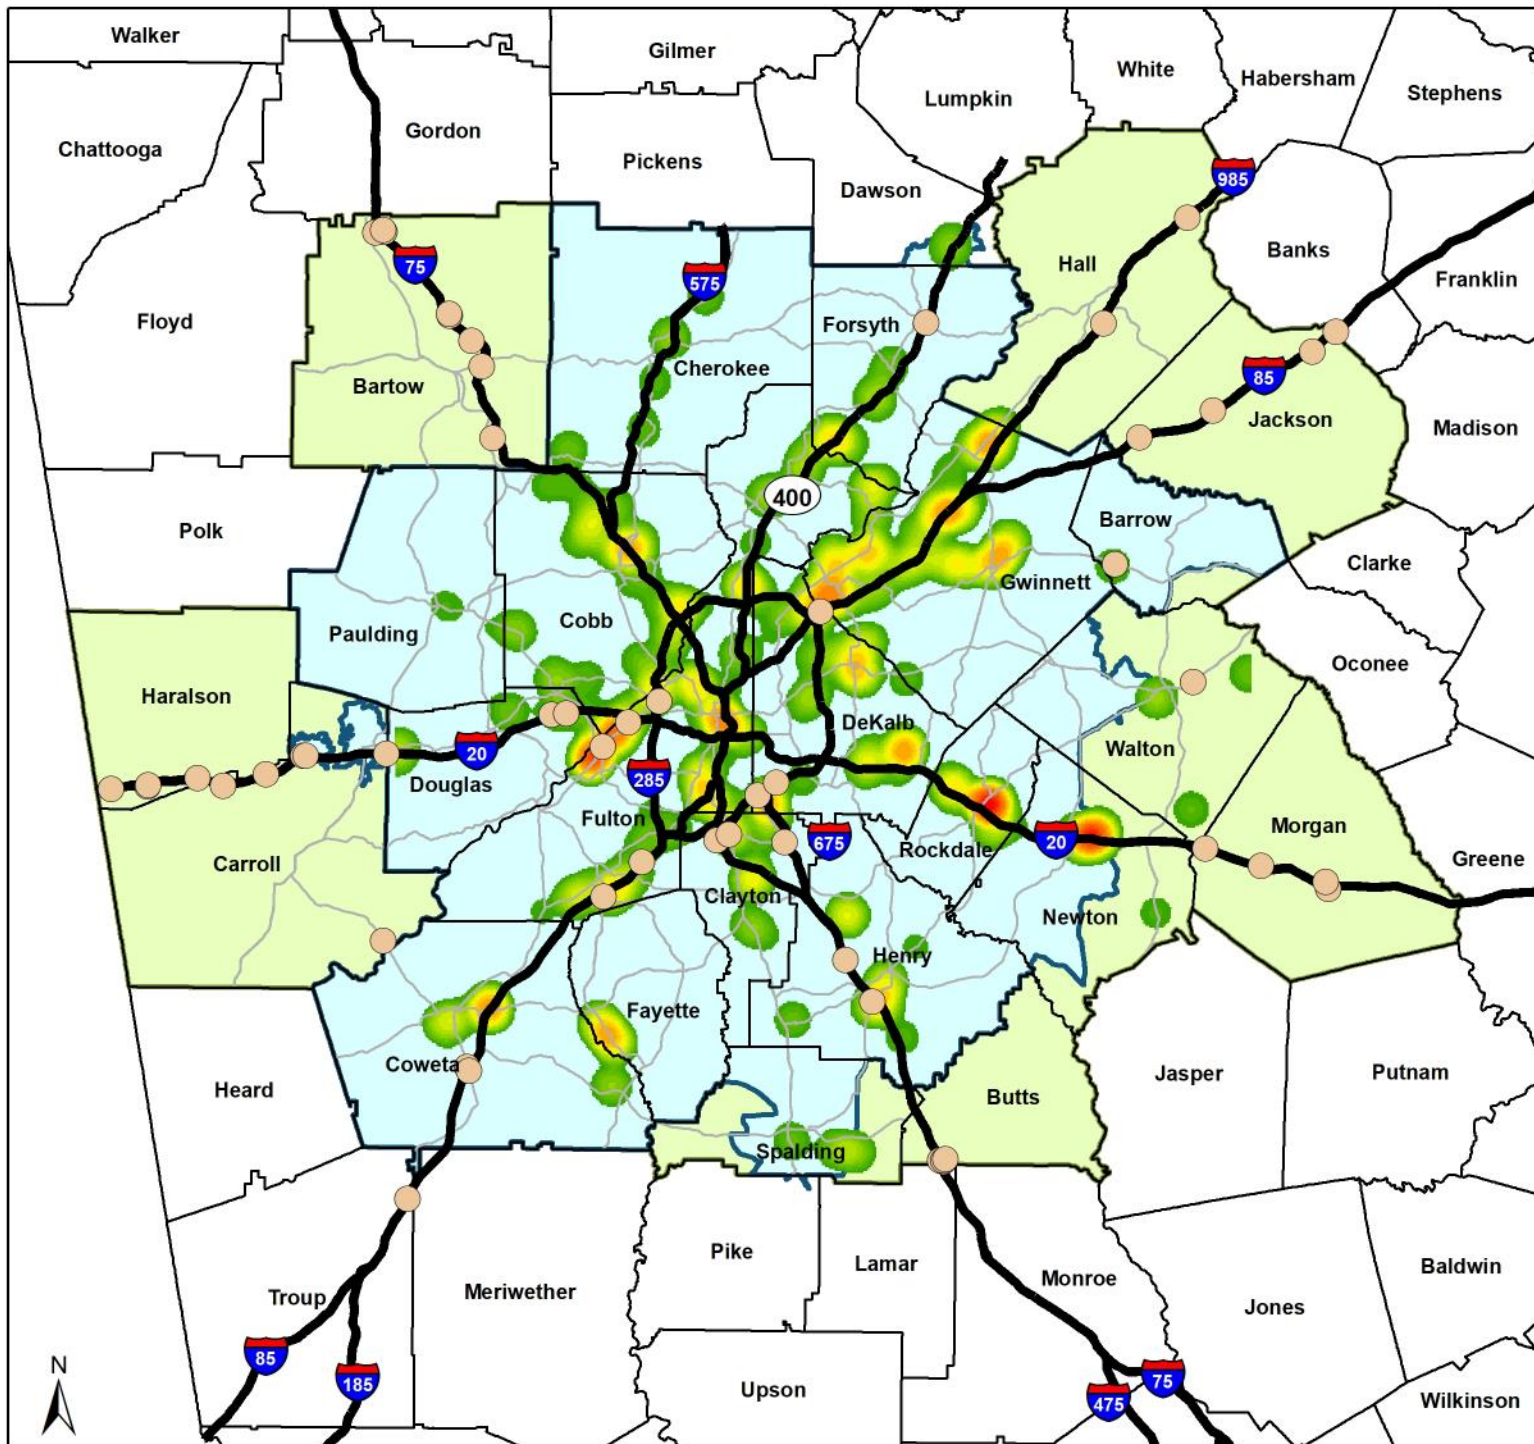 Walker
Gilmer
White
Habersham
Stephens
Lumpkin
Gordon
Chattooga
Pickens
Dawson
985
Banks
Hall
75
575
Franklin
Floyd
Forsyth
Cherokee
85
Bartow
Jackson
Madison
400
Polk
Barrow
Clarke
Gwinnett
Cobb
Paulding
Oconee
Haralson
DeKalb
Walton
20
285
Douglas
Fulton
Morgan
675
20
Rockdale
Greene
Carroll
Clayton
Newton
Henry
Fayette
Coweta
Jasper
Putnam
Heard
Butts
Spalding
Pike
Lamar
Baldwin
Monroe
Meriwether
Troup
Jones
85
N
185
75
Upson
475
Wilkinson